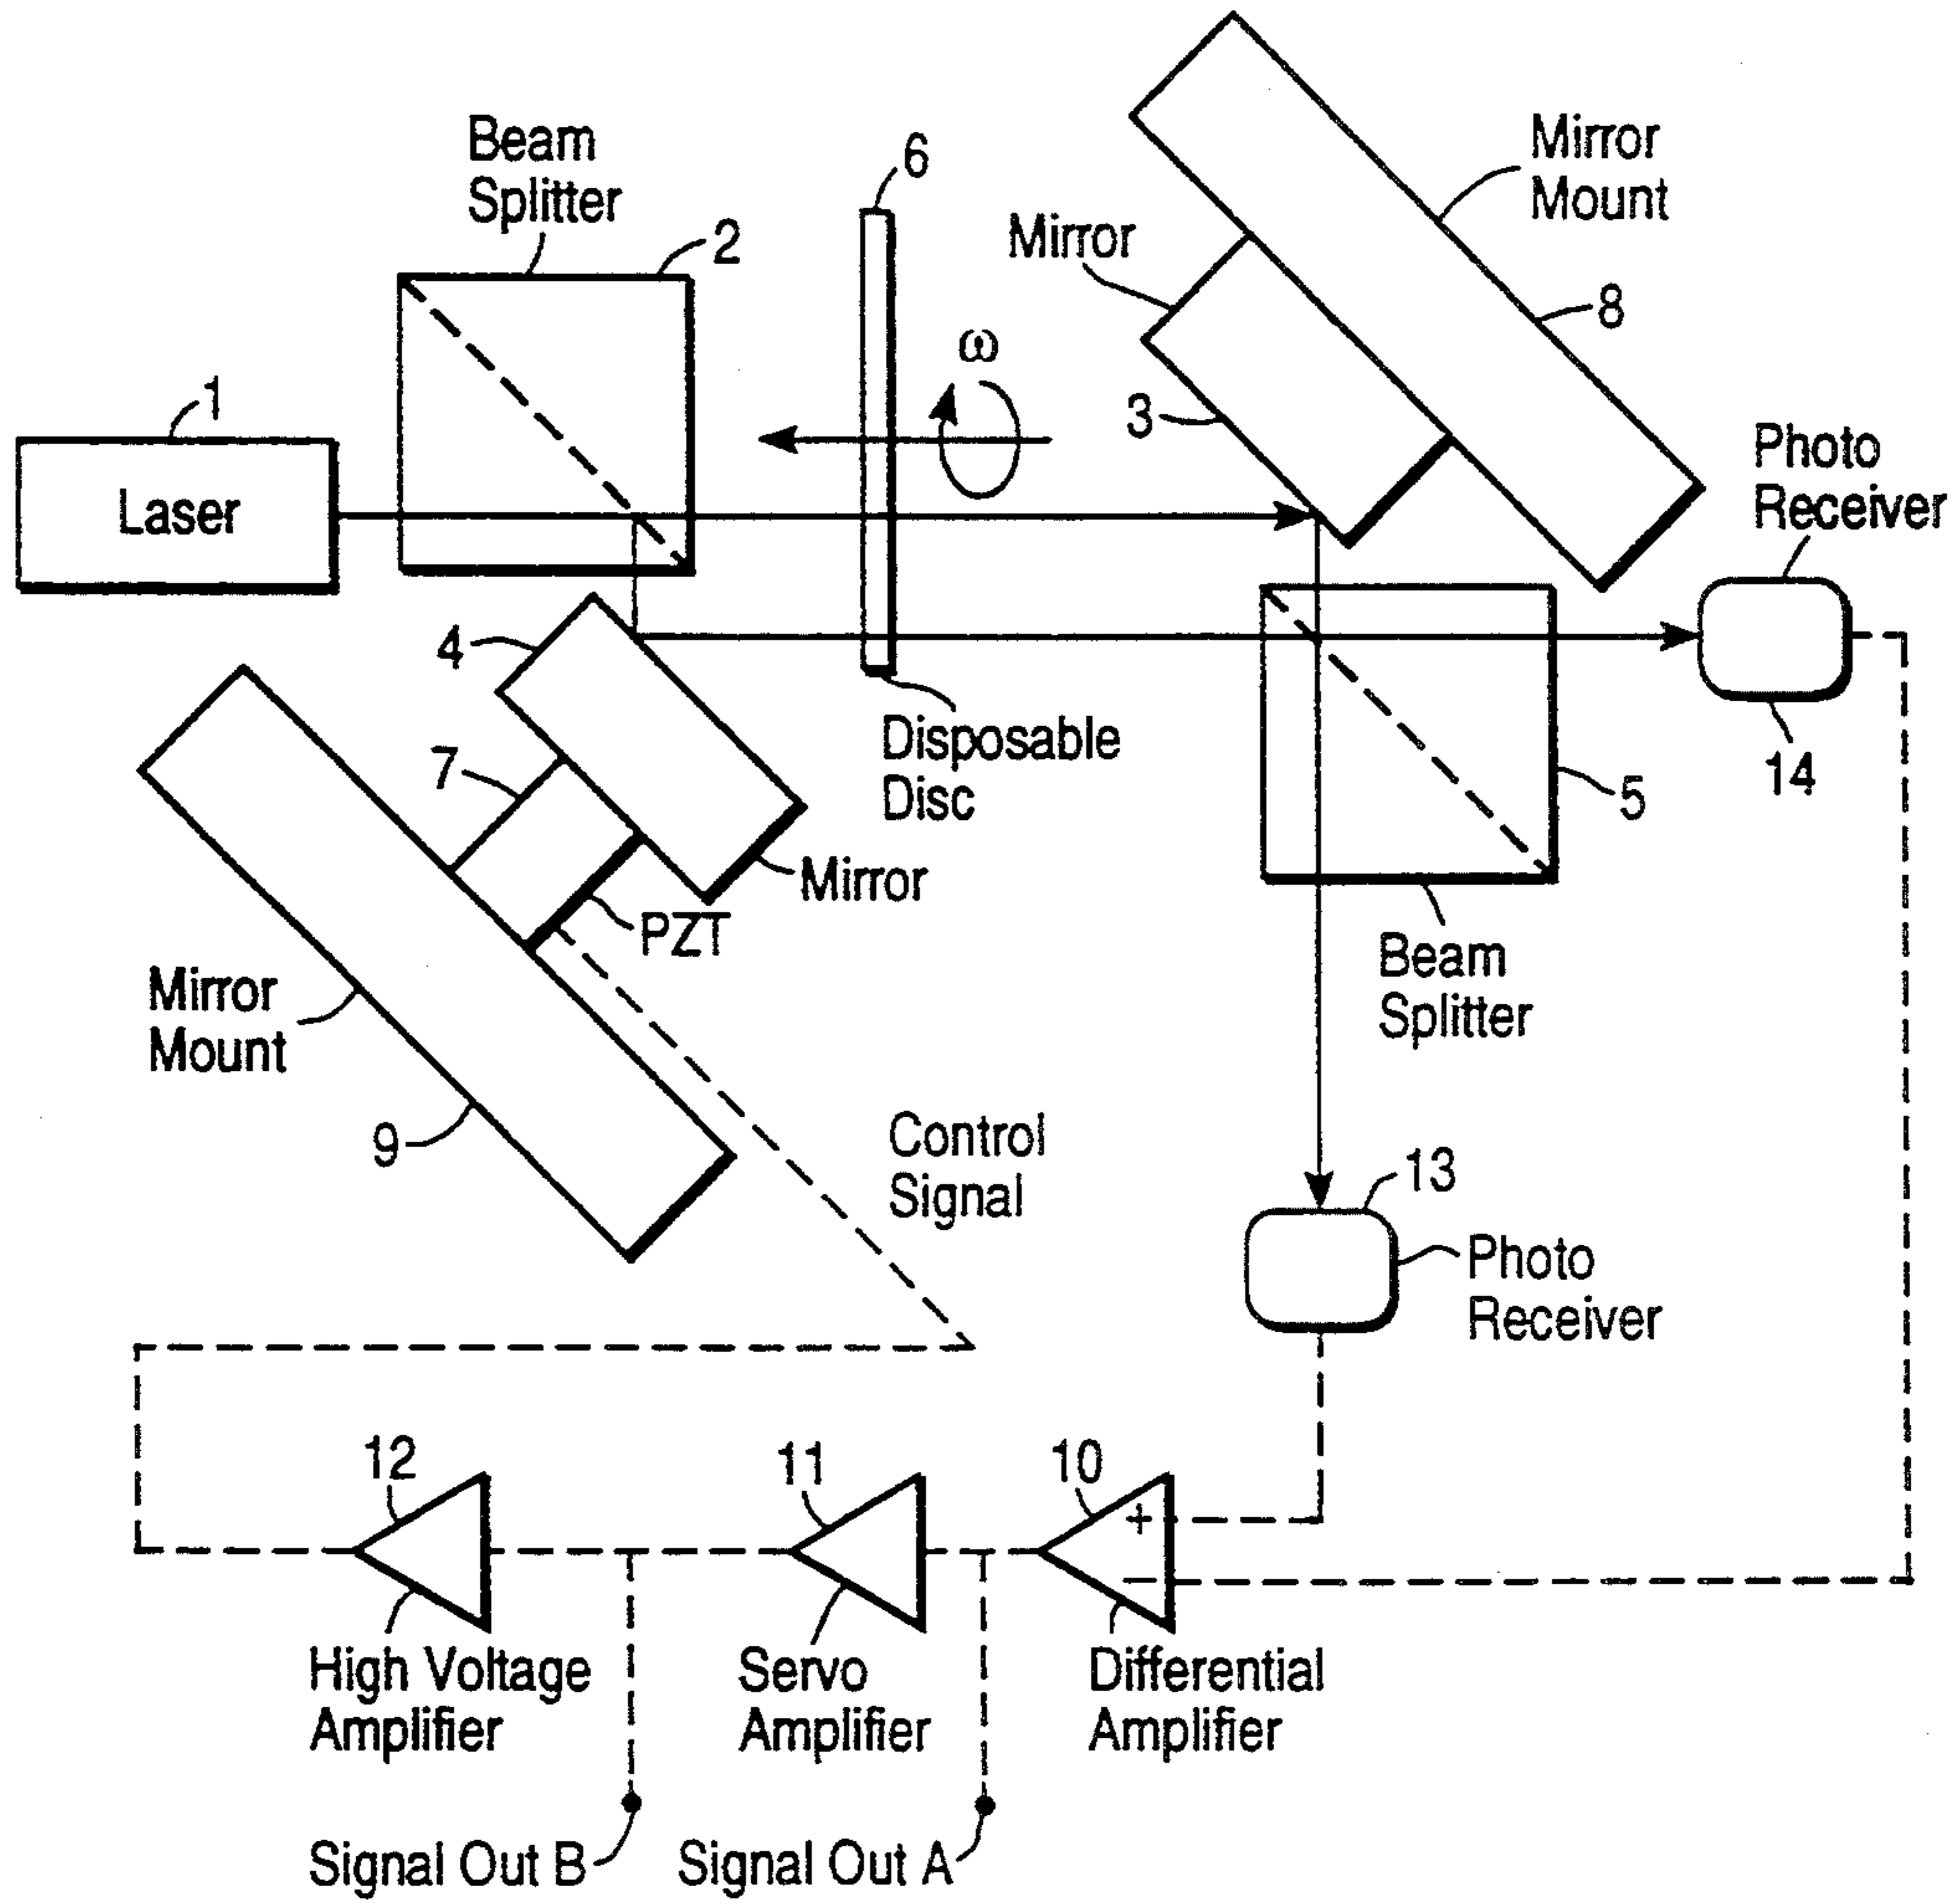 Beam
Splitter
2
6
Mirror
Mount
Mirror
8
ω
3
1
Laser
Photo
Receiver
4
Disposable
Disc
14
5
7
Mirror
PZT
Beam
Splitter
Mirror
Mount
9
Control
Signal
13
Photo
Receiver
12
11
10
+
−
High Voltage
Amplifier
Servo
Amplifier
Differential
Amplifier
Signal Out B
Signal Out A